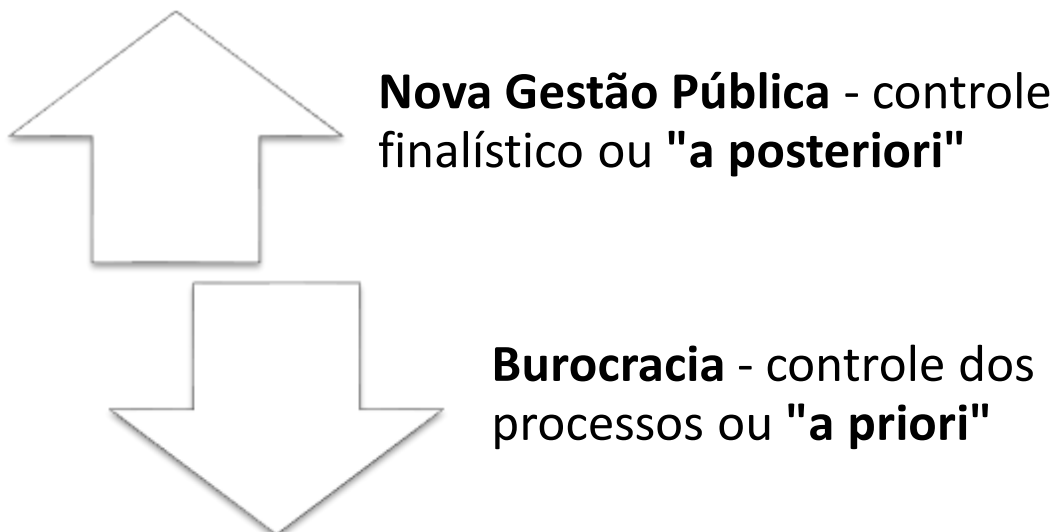 Nova Gestão Pública - controle
finalístico ou "a posteriori"
Burocracia - controle dos
processos ou "a priori"